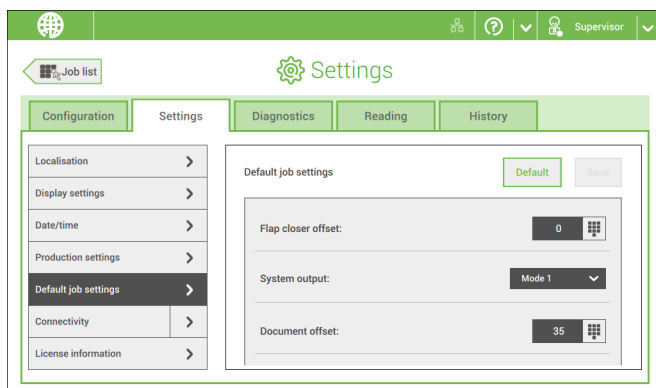 Supervisor
Job list
Settings
Configuration
Settings
Diagnostics
Reading
History
Localisation
Display settings
Date/time
Production settings
Default job settings
Connectivity
License information
Default job settings
Default
Save
Flap closer offset:
0
System output:
Mode 1
Document offset:
35